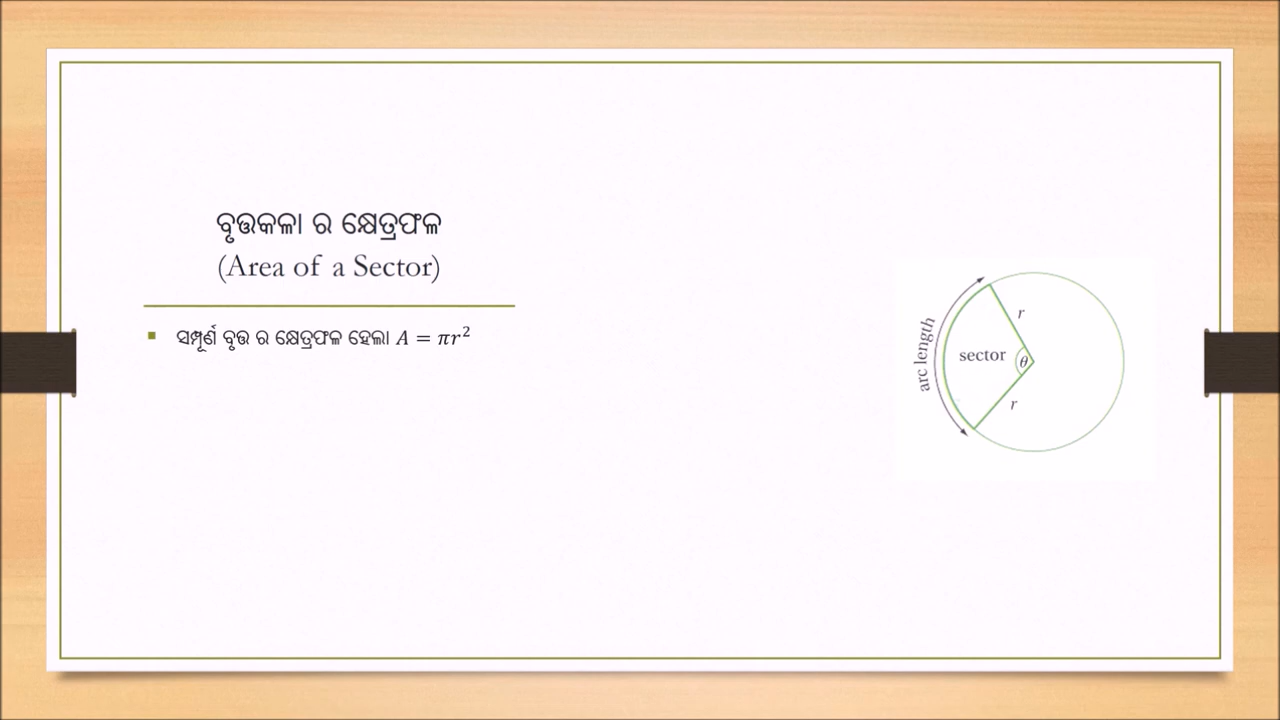 ବୃତ୍ତକଳା ର କ୍ଷେତ୍ରଫଳ
(Area of a Sector)
▪ ସମ୍ପୂର୍ଣ ବୃତ୍ତ ର କ୍ଷେତ୍ରଫଳ ହେଲା A = πr²
arc length
sector
r
θ
r